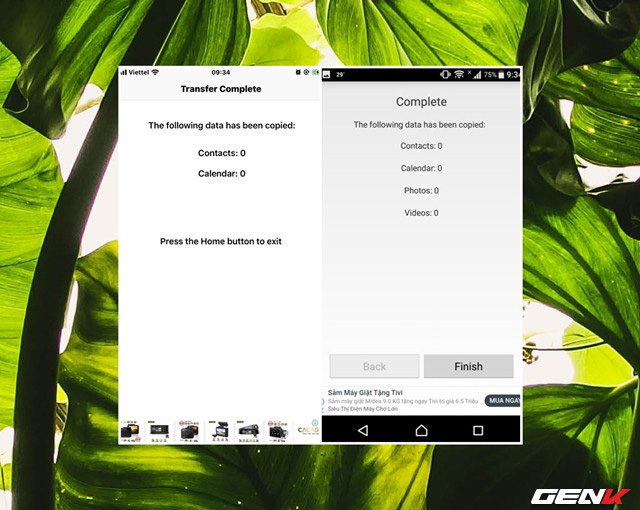 Viettel
09:34
Transfer Complete
The following data has been copied:
Contacts: 0
Calendar: 0
Press the Home button to exit
29°
75%
Complete
The following data has been copied:
Contacts: 0
Calendar: 0
Photos: 0
Videos: 0
Back
Finish
Sắm Máy Giặt Tặng Tivi
Sắm máy giặt Midea 9.0 KG tặng ngay Tivi trị giá 6.5 Triệu
Siêu Thị Điện Máy Chợ Lớn
MUA NGAY
GENK